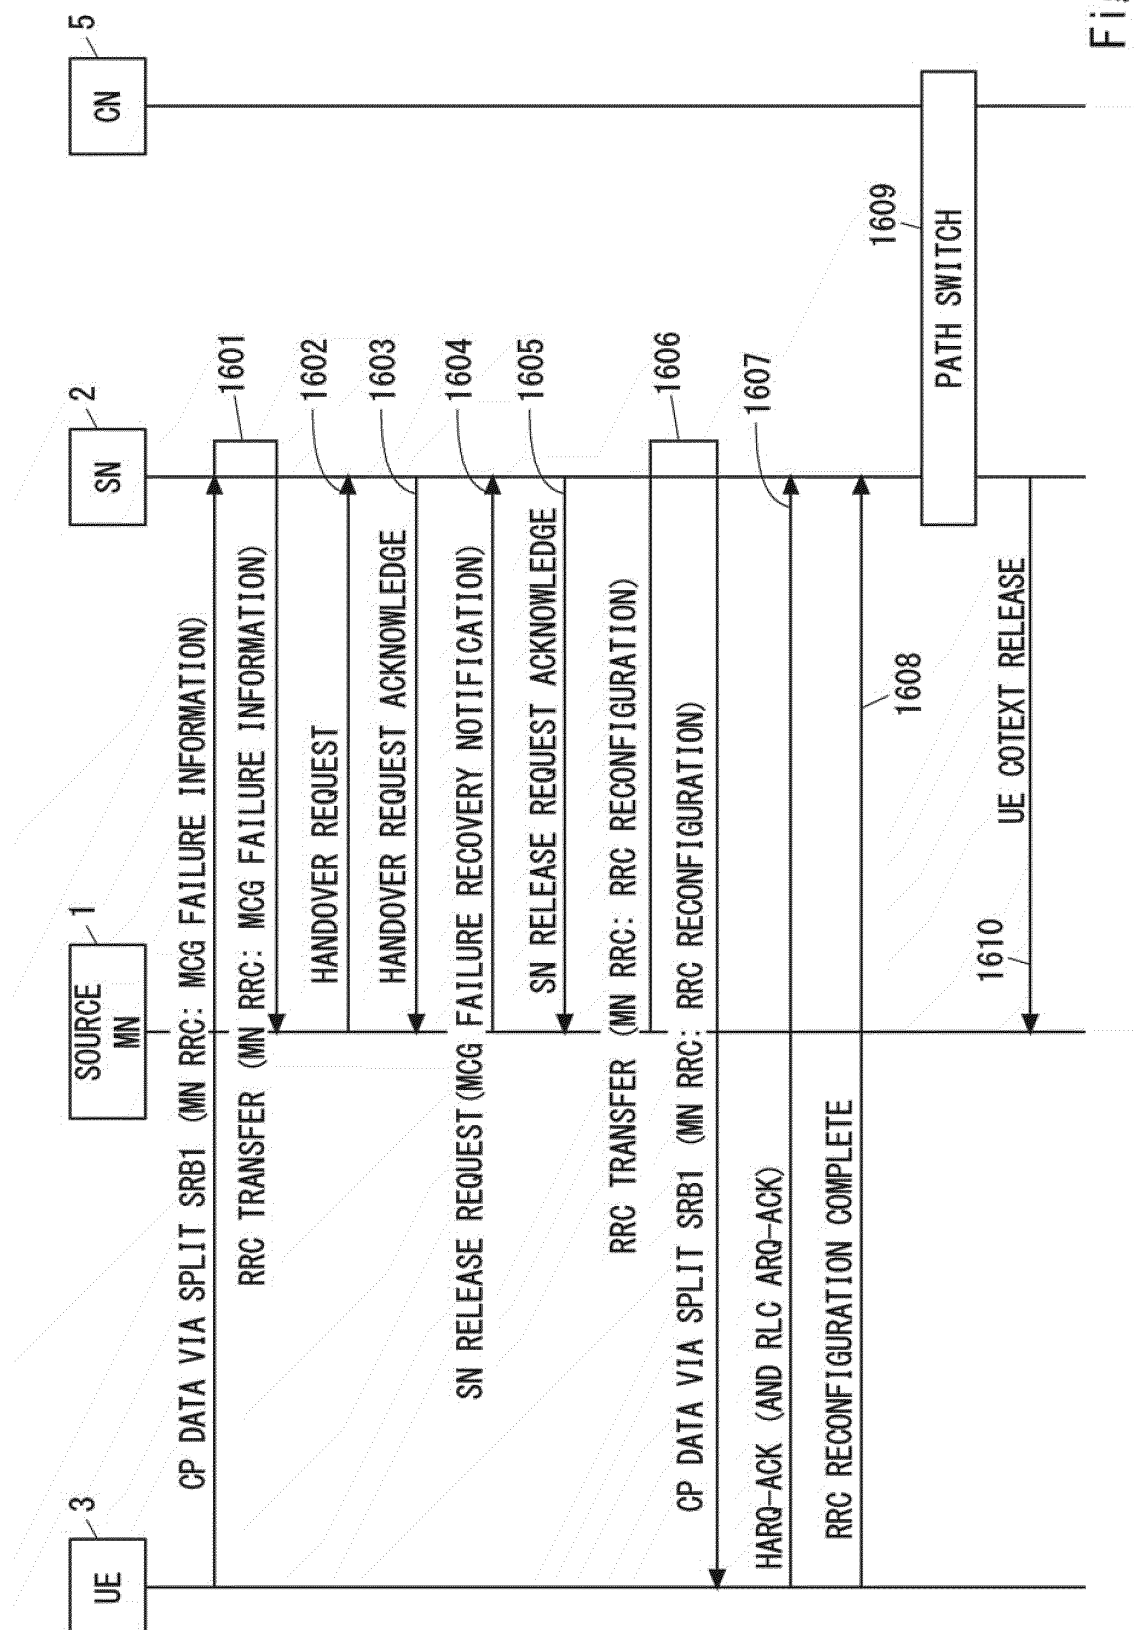 UE
3
SOURCE
MN
1
SN
2
CN
5
CP DATA VIA SPLIT SRB1 (MN RRC: MCG FAILURE INFORMATION)
RRC TRANSFER (MN RRC: MCG FAILURE INFORMATION)
1601
HANDOVER REQUEST
1602
HANDOVER REQUEST ACKNOWLEDGE
1603
SN RELEASE REQUEST(MCG FAILURE RECOVERY NOTIFICATION)
1604
SN RELEASE REQUEST ACKNOWLEDGE
1605
RRC TRANSFER (MN RRC: RRC RECONFIGURATION)
1606
CP DATA VIA SPLIT SRB1 (MN RRC: RRC RECONFIGURATION)
HARQ-ACK (AND RLC ARQ-ACK)
1607
RRC RECONFIGURATION COMPLETE
1608
1609
PATH SWITCH
UE COTEXT RELEASE
1610